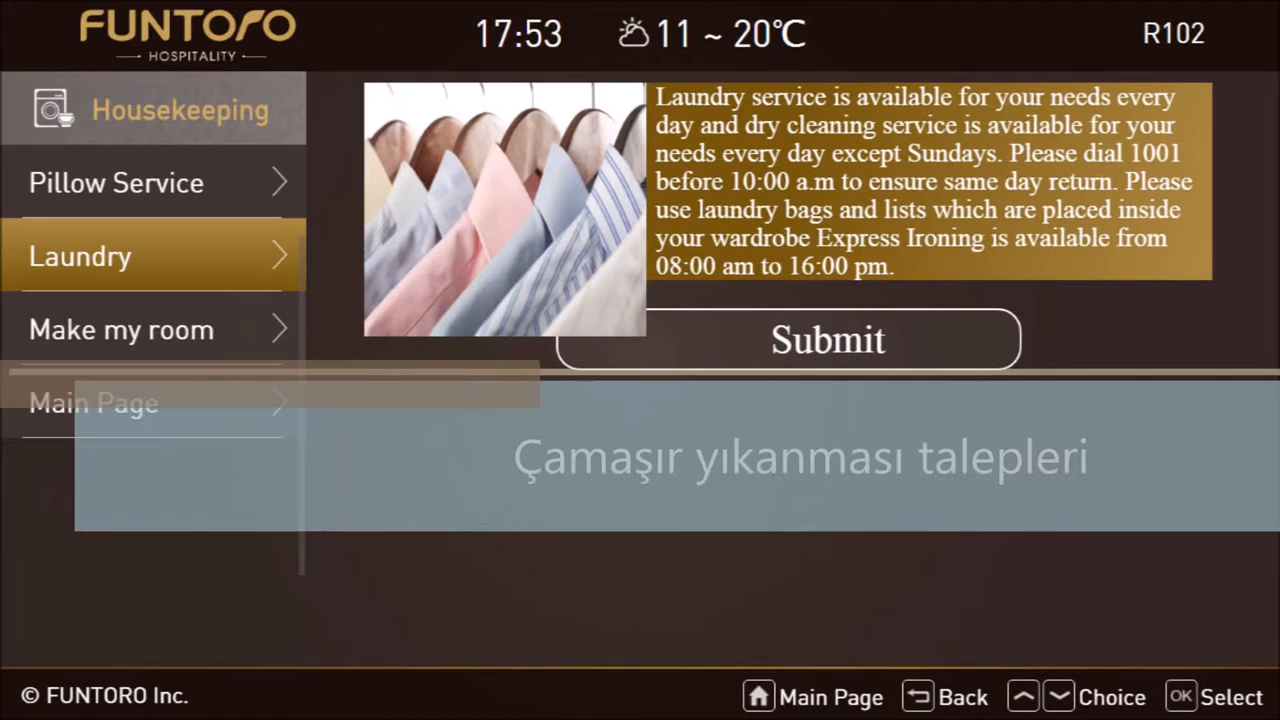 FUNTORO
HOSPITALITY
17:53
11 ~ 20℃
R102
Housekeeping
Pillow Service
Laundry
Make my room
Main Page
Laundry service is available for your needs every
day and dry cleaning service is available for your
needs every day except Sundays. Please dial 1001
before 10:00 a.m to ensure same day return. Please
use laundry bags and lists which are placed inside
your wardrobe Express Ironing is available from
08:00 am to 16:00 pm.
Submit
Çamaşır yıkanması talepleri
© FUNTORO Inc.
Main Page
Back
Choice
OK Select